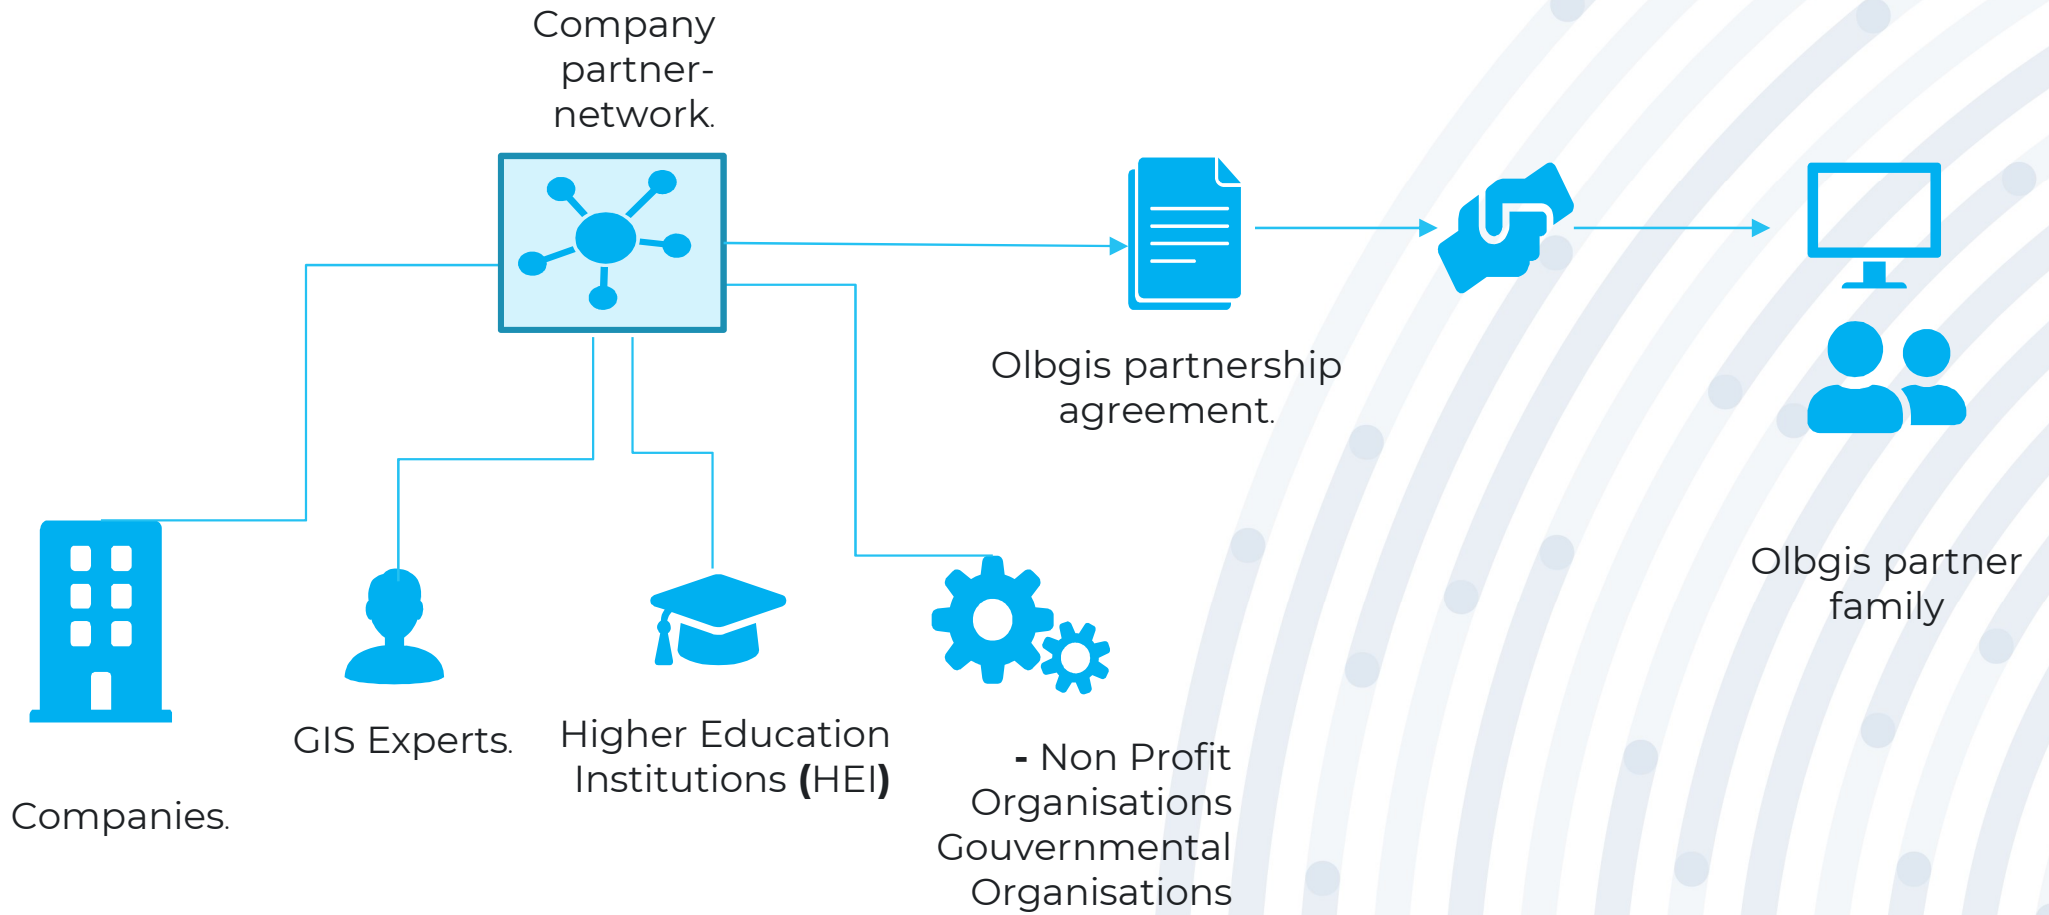 Company
partner-
network.
Olbgis partnership
agreement.
Olbgis partner
family
Companies.
GIS Experts.
Higher Education
Institutions (HEI)
- Non Profit
Organisations
Gouvernmental
Organisations